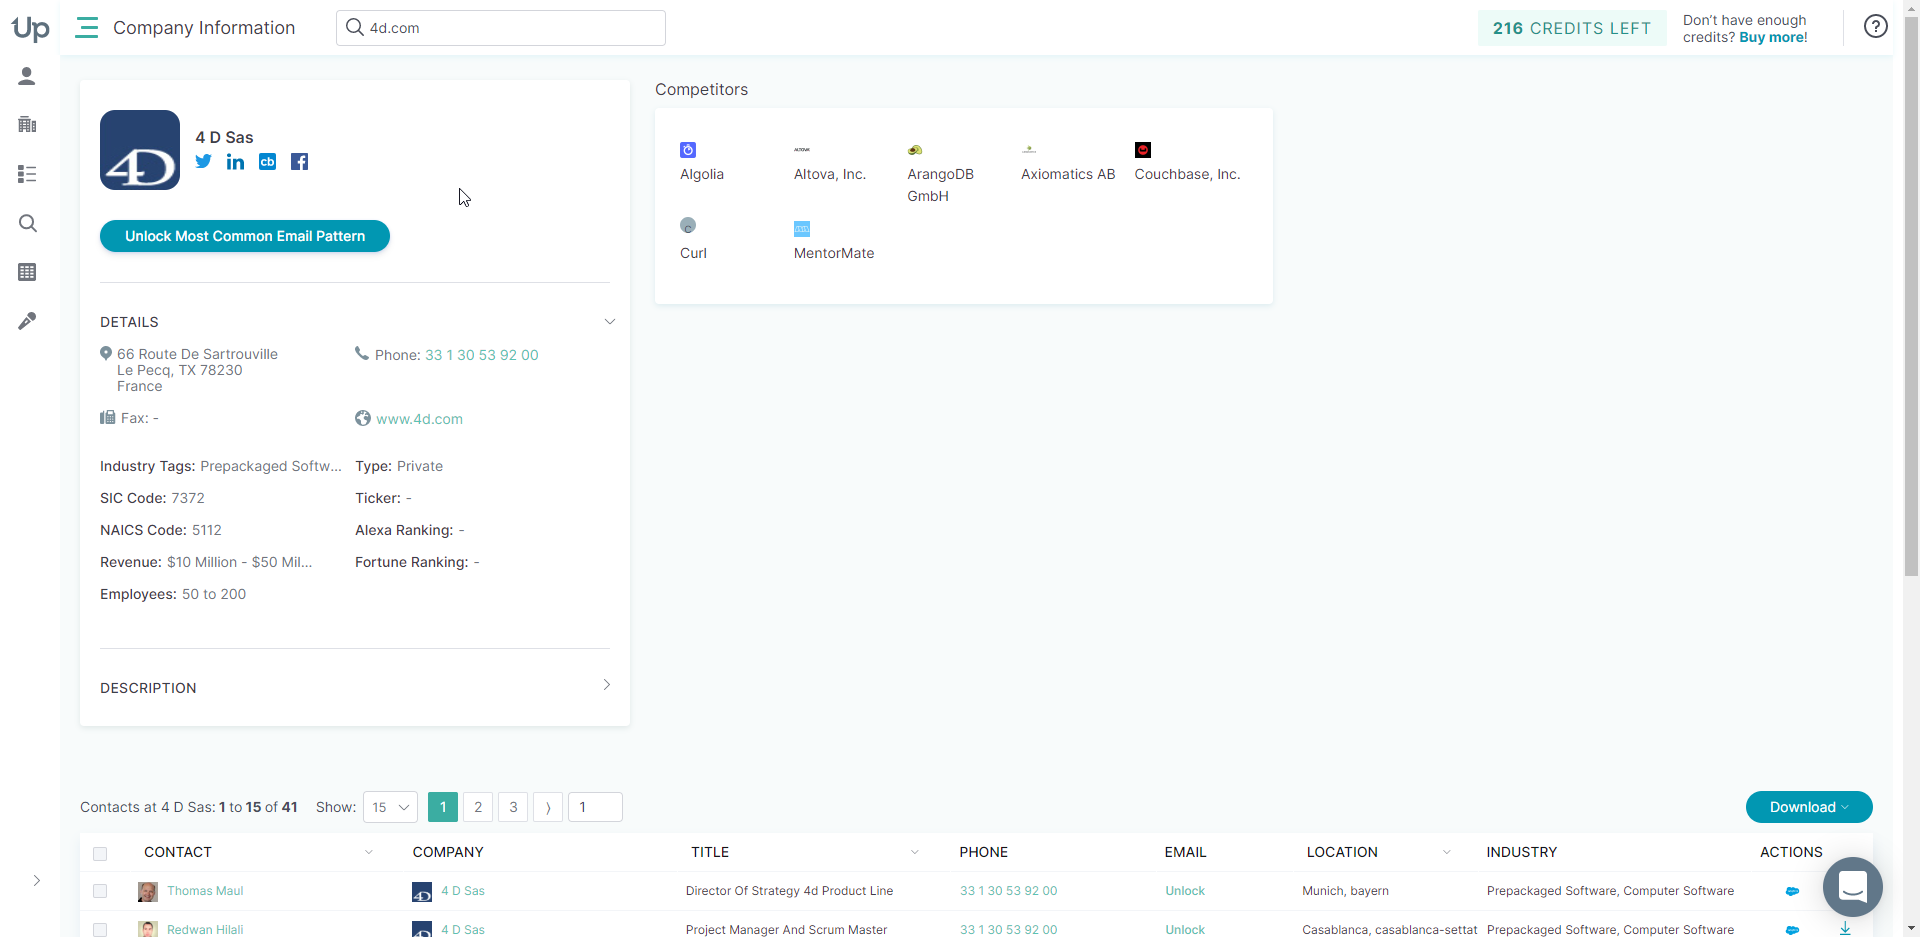 Up
Company Information
4d.com
216 CREDITS LEFT
Don't have enough
credits? Buy more!
4D
4 D Sas
cb
Unlock Most Common Email Pattern
DETAILS
66 Route De Sartrouville
Le Pecq, TX 78230
France
Phone: 33 1 30 53 92 00
Fax: -
www.4d.com
Industry Tags: Prepackaged Softw...
Type: Private
SIC Code: 7372
Ticker: -
NAICS Code: 5112
Alexa Ranking: -
Revenue: $10 Million - $50 Mil...
Fortune Ranking: -
Employees: 50 to 200
DESCRIPTION
Competitors
Algolia
ALTOVA
Altova, Inc.
ArangoDB
GmbH
Axiomatics AB
Couchbase, Inc.
Curl
MentorMate
Contacts at 4 D Sas: 1 to 15 of 41
Show: 15
1 2 3 ⟩ 1
Download
CONTACT COMPANY TITLE PHONE EMAIL LOCATION INDUSTRY ACTIONS
Thomas Maul 4D 4 D Sas Director Of Strategy 4d Product Line 33 1 30 53 92 00 Unlock Munich, bayern Prepackaged Software, Computer Software
Redwan Hilali 4D 4 D Sas Project Manager And Scrum Master 33 1 30 53 92 00 Unlock Casablanca, casablanca-settat Prepackaged Software, Computer Software